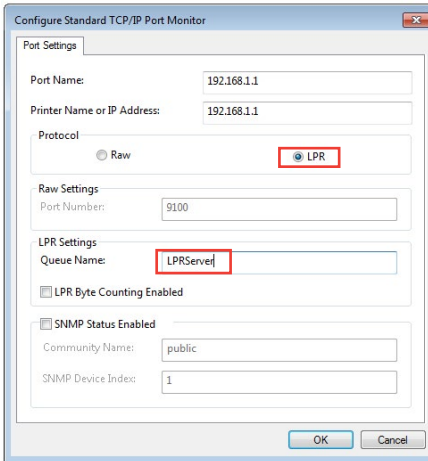 Configure Standard TCP/IP Port Monitor
Port Settings
Port Name: 192.168.1.1
Printer Name or IP Address: 192.168.1.1
Protocol
Raw LPR
Raw Settings
Port Number: 9100
LPR Settings
Queue Name: LPRServer
LPR Byte Counting Enabled
SNMP Status Enabled
Community Name: public
SNMP Device Index: 1
OK Cancel